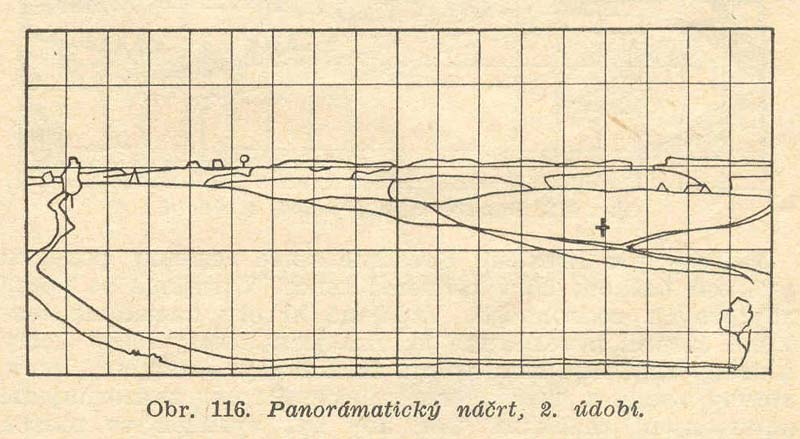 Obr. 116. Panorámatický náčrt, 2. údobí.